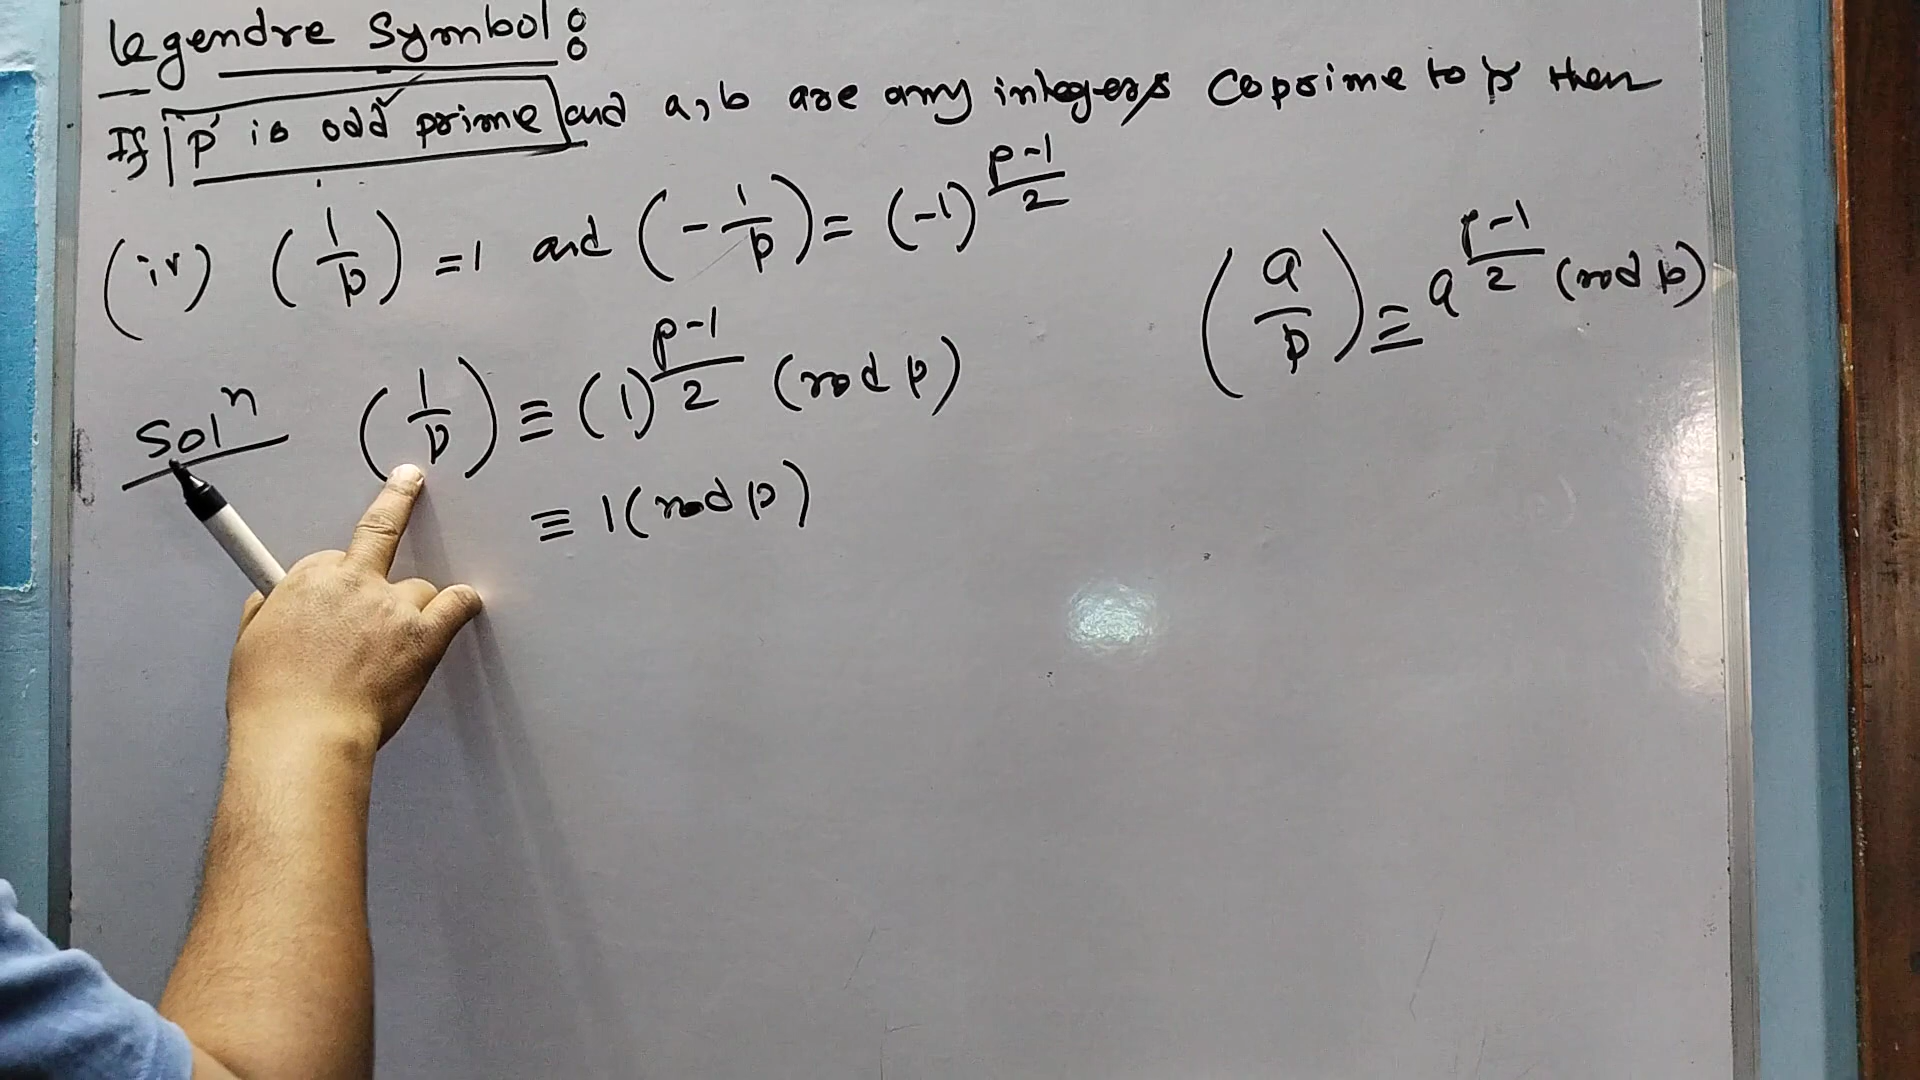 Legendre Symbol:
If 'p' is odd prime and a, b are any integers coprime to p then
(iv) (1/p) = 1 and (-1/p) = (-1)^((p-1)/2)
(a/p) ≡ a^((p-1)/2) (mod p)
Solⁿ (1/p) ≡ (1)^((p-1)/2) (mod p)
≡ 1 (mod p)